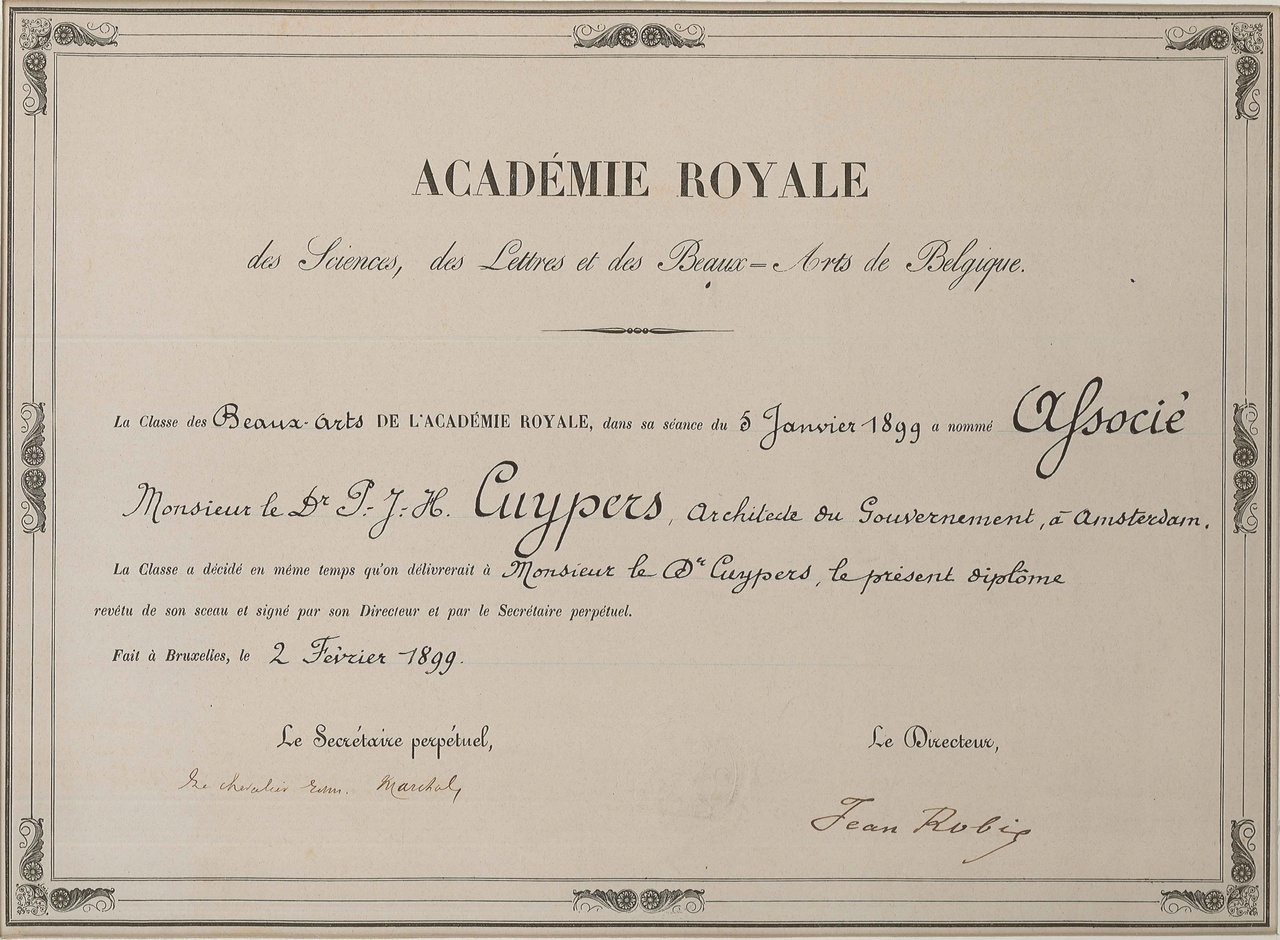 ACADÉMIE ROYALE
des Sciences, des Lettres et des Beaux=Arts de Belgique.
La Classe des Beaux-Arts DE L'ACADÉMIE ROYALE, dans sa séance du 5 Janvier 1899 a nommé Associé
Monsieur le Dr P.-J.-H. Cuypers, Architecte du Gouvernement, à Amsterdam.
La Classe a décidé en même temps qu'on délivrerait à Monsieur le Dr Cuypers, le présent diplôme
revêtu de son sceau et signé par son Directeur et par le Secrétaire perpétuel.
Fait à Bruxelles, le 2 Février 1899.
Le Secrétaire perpétuel,
Le Directeur,
Le chevalier Edm. Marchal
Jean Robie